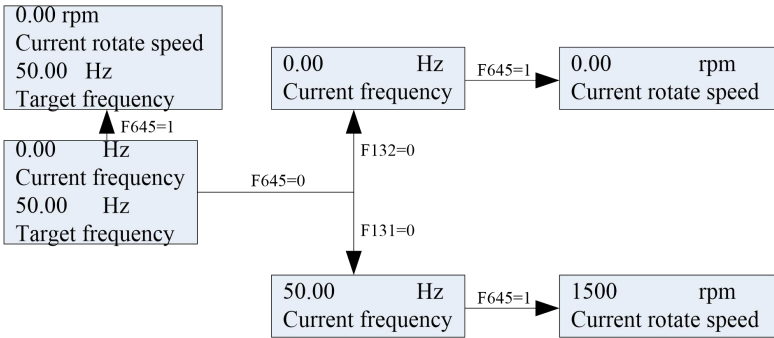 0.00 rpm
Current rotate speed
50.00 Hz
Target frequency
F645=1
0.00 Hz
Current frequency
50.00 Hz
Target frequency
F645=0
0.00 Hz
Current frequency
F645=1
0.00 rpm
Current rotate speed
F132=0
F131=0
50.00 Hz
Current frequency
F645=1
1500 rpm
Current rotate speed